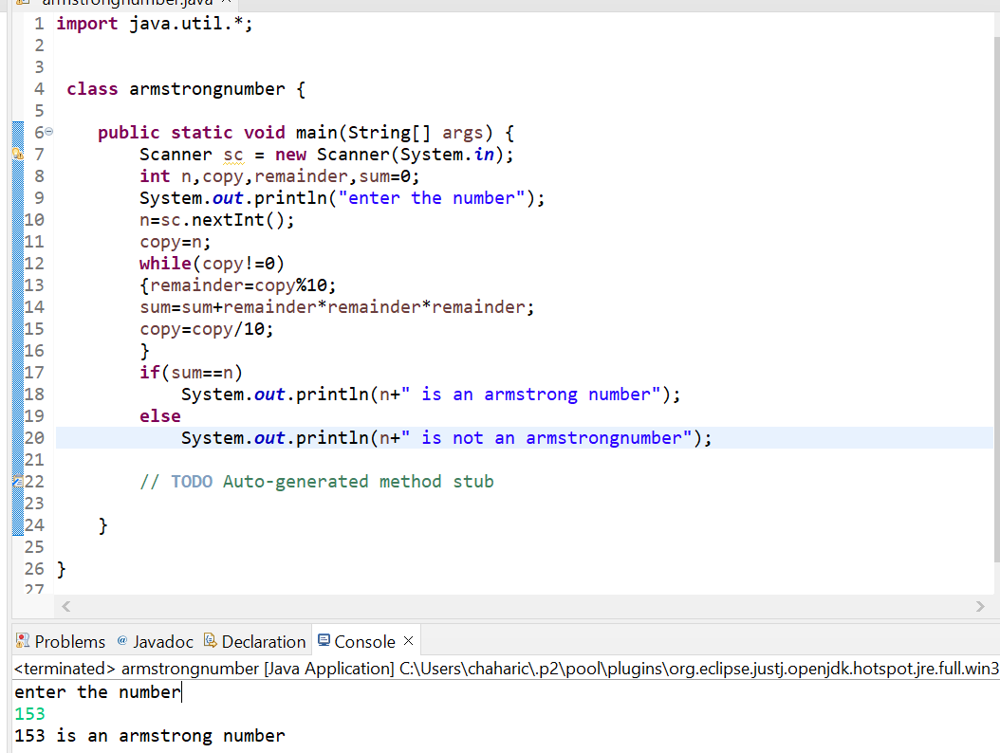 armstrongnumber.java
1 import java.util.*;
2
3
4 class armstrongnumber {
5
6 public static void main(String[] args) {
7 Scanner sc = new Scanner(System.in);
8 int n,copy,remainder,sum=0;
9 System.out.println("enter the number");
10 n=sc.nextInt();
11 copy=n;
12 while(copy!=0)
13 {remainder=copy%10;
14 sum=sum+remainder*remainder*remainder;
15 copy=copy/10;
16 }
17 if(sum==n)
18 System.out.println(n+" is an armstrong number");
19 else
20 System.out.println(n+" is not an armstrongnumber");
21
22 // TODO Auto-generated method stub
23
24 }
25
26 }
27
Problems @ Javadoc Declaration Console
<terminated> armstrongnumber [Java Application] C:\Users\chaharic\.p2\pool\plugins\org.eclipse.justj.openjdk.hotspot.jre.full.win3
enter the number
153
153 is an armstrong number